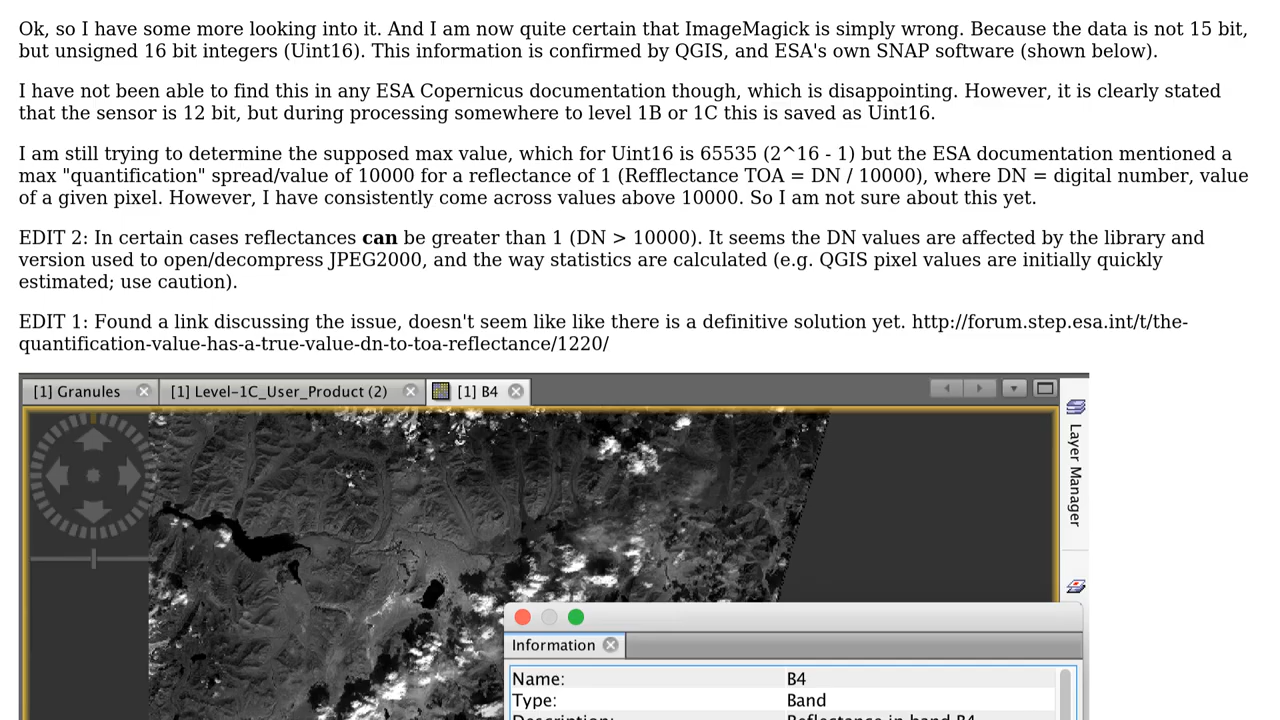 Ok, so I have some more looking into it. And I am now quite certain that ImageMagick is simply wrong. Because the data is not 15 bit,
but unsigned 16 bit integers (Uint16). This information is confirmed by QGIS, and ESA's own SNAP software (shown below).
I have not been able to find this in any ESA Copernicus documentation though, which is disappointing. However, it is clearly stated
that the sensor is 12 bit, but during processing somewhere to level 1B or 1C this is saved as Uint16.
I am still trying to determine the supposed max value, which for Uint16 is 65535 (2^16 - 1) but the ESA documentation mentioned a
max "quantification" spread/value of 10000 for a reflectance of 1 (Refflectance TOA = DN / 10000), where DN = digital number, value
of a given pixel. However, I have consistently come across values above 10000. So I am not sure about this yet.
EDIT 2: In certain cases reflectances can be greater than 1 (DN > 10000). It seems the DN values are affected by the library and
version used to open/decompress JPEG2000, and the way statistics are calculated (e.g. QGIS pixel values are initially quickly
estimated; use caution).
EDIT 1: Found a link discussing the issue, doesn't seem like like there is a definitive solution yet. http://forum.step.esa.int/t/the-
quantification-value-has-a-true-value-dn-to-toa-reflectance/1220/
[1] Granules [1] Level-1C_User_Product (2) [1] B4
Layer Manager
Information
Name: B4
Type: Band
Description: Reflectance in band B4